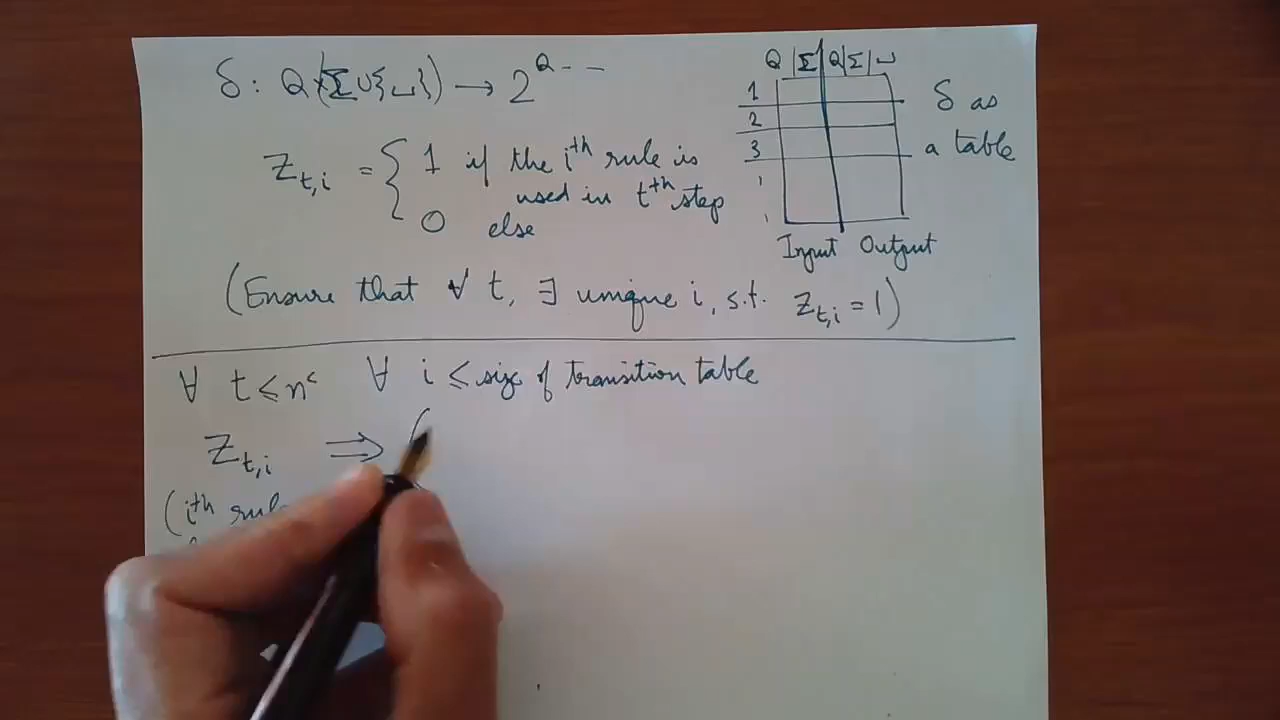 δ : Q × (Σ ∪ {␣}) → 2^Q - -
Q | Σ | Q | Σ | ␣
1
2
3
δ as
a table
Input Output
Z_{t,i} = { 1 if the i^th rule is
used in t^th step
0 else
(Ensure that ∀ t, ∃ unique i, s.t. Z_{t,i} = 1)
∀ t ≤ n^c ∀ i ≤ size of transition table
Z_{t,i} ⇒ (
(i^th rul